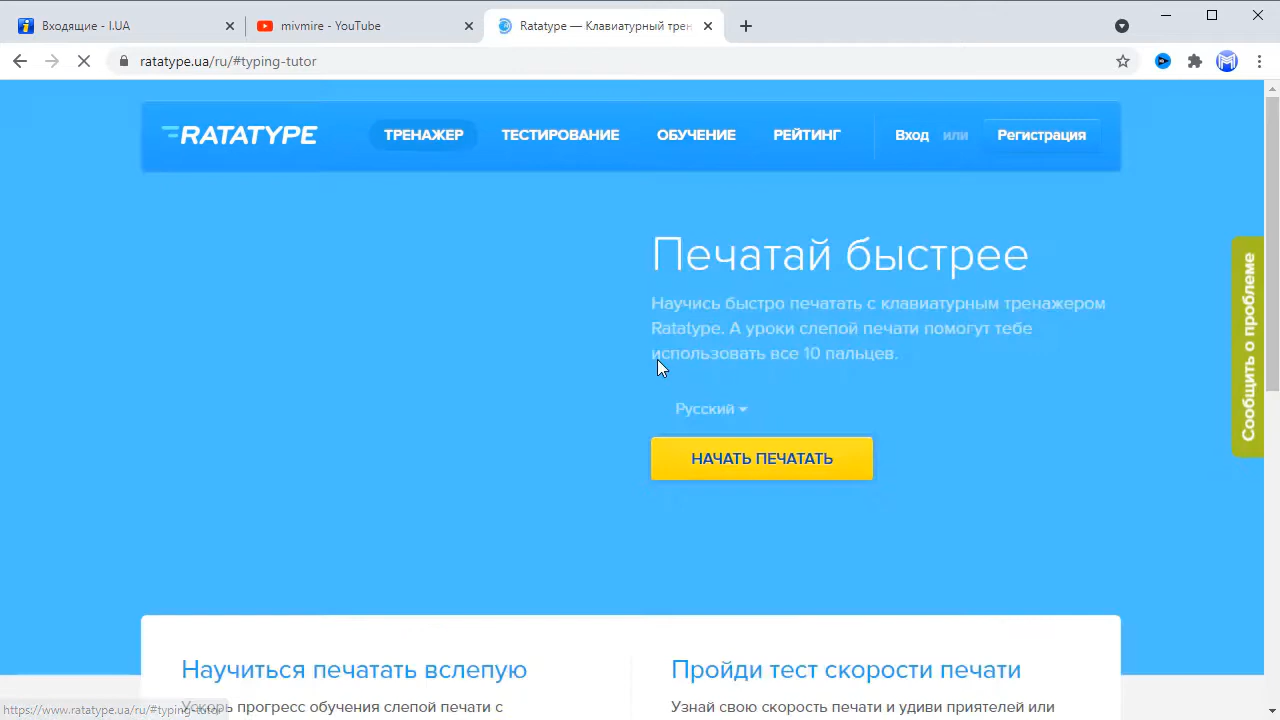 Входящие - I.UA
mivmire - YouTube
Ratatype — Клавиатурный трен
ratatype.ua/ru/#typing-tutor
RATATYPE
ТРЕНАЖЕР
ТЕСТИРОВАНИЕ
ОБУЧЕНИЕ
РЕЙТИНГ
Вход или Регистрация
Печатай быстрее
Научись быстро печатать с клавиатурным тренажером
Ratatype. А уроки слепой печати помогут тебе
использовать все 10 пальцев.
Русский
НАЧАТЬ ПЕЧАТАТЬ
Сообщить о проблеме
Научиться печатать вслепую
Ускорь прогресс обучения слепой печати с
Пройди тест скорости печати
Узнай свою скорость печати и удиви приятелей или
https://www.ratatype.ua/ru/#typing-tutor